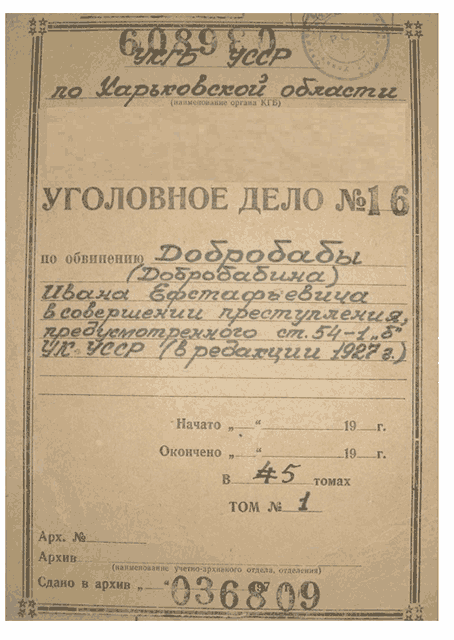 608980
УКГБ УССР
по Харьковской области
(наименование органа КГБ)
УГОЛОВНОЕ ДЕЛО №16
по обвинению Добробабы
(Добробабина)
Ивана Ефстафьевича
в совершении преступления,
предусмотренного ст. 54-1 „б"
УК УССР (в редакции 1927 г.)
Начато „ “ 19 г.
Окончено „ “ 19 г.
В 45 томах
ТОМ № 1
Арх. №
Архив
(наименование учетно-архивного отдела, отделения)
Сдано в архив „
036809